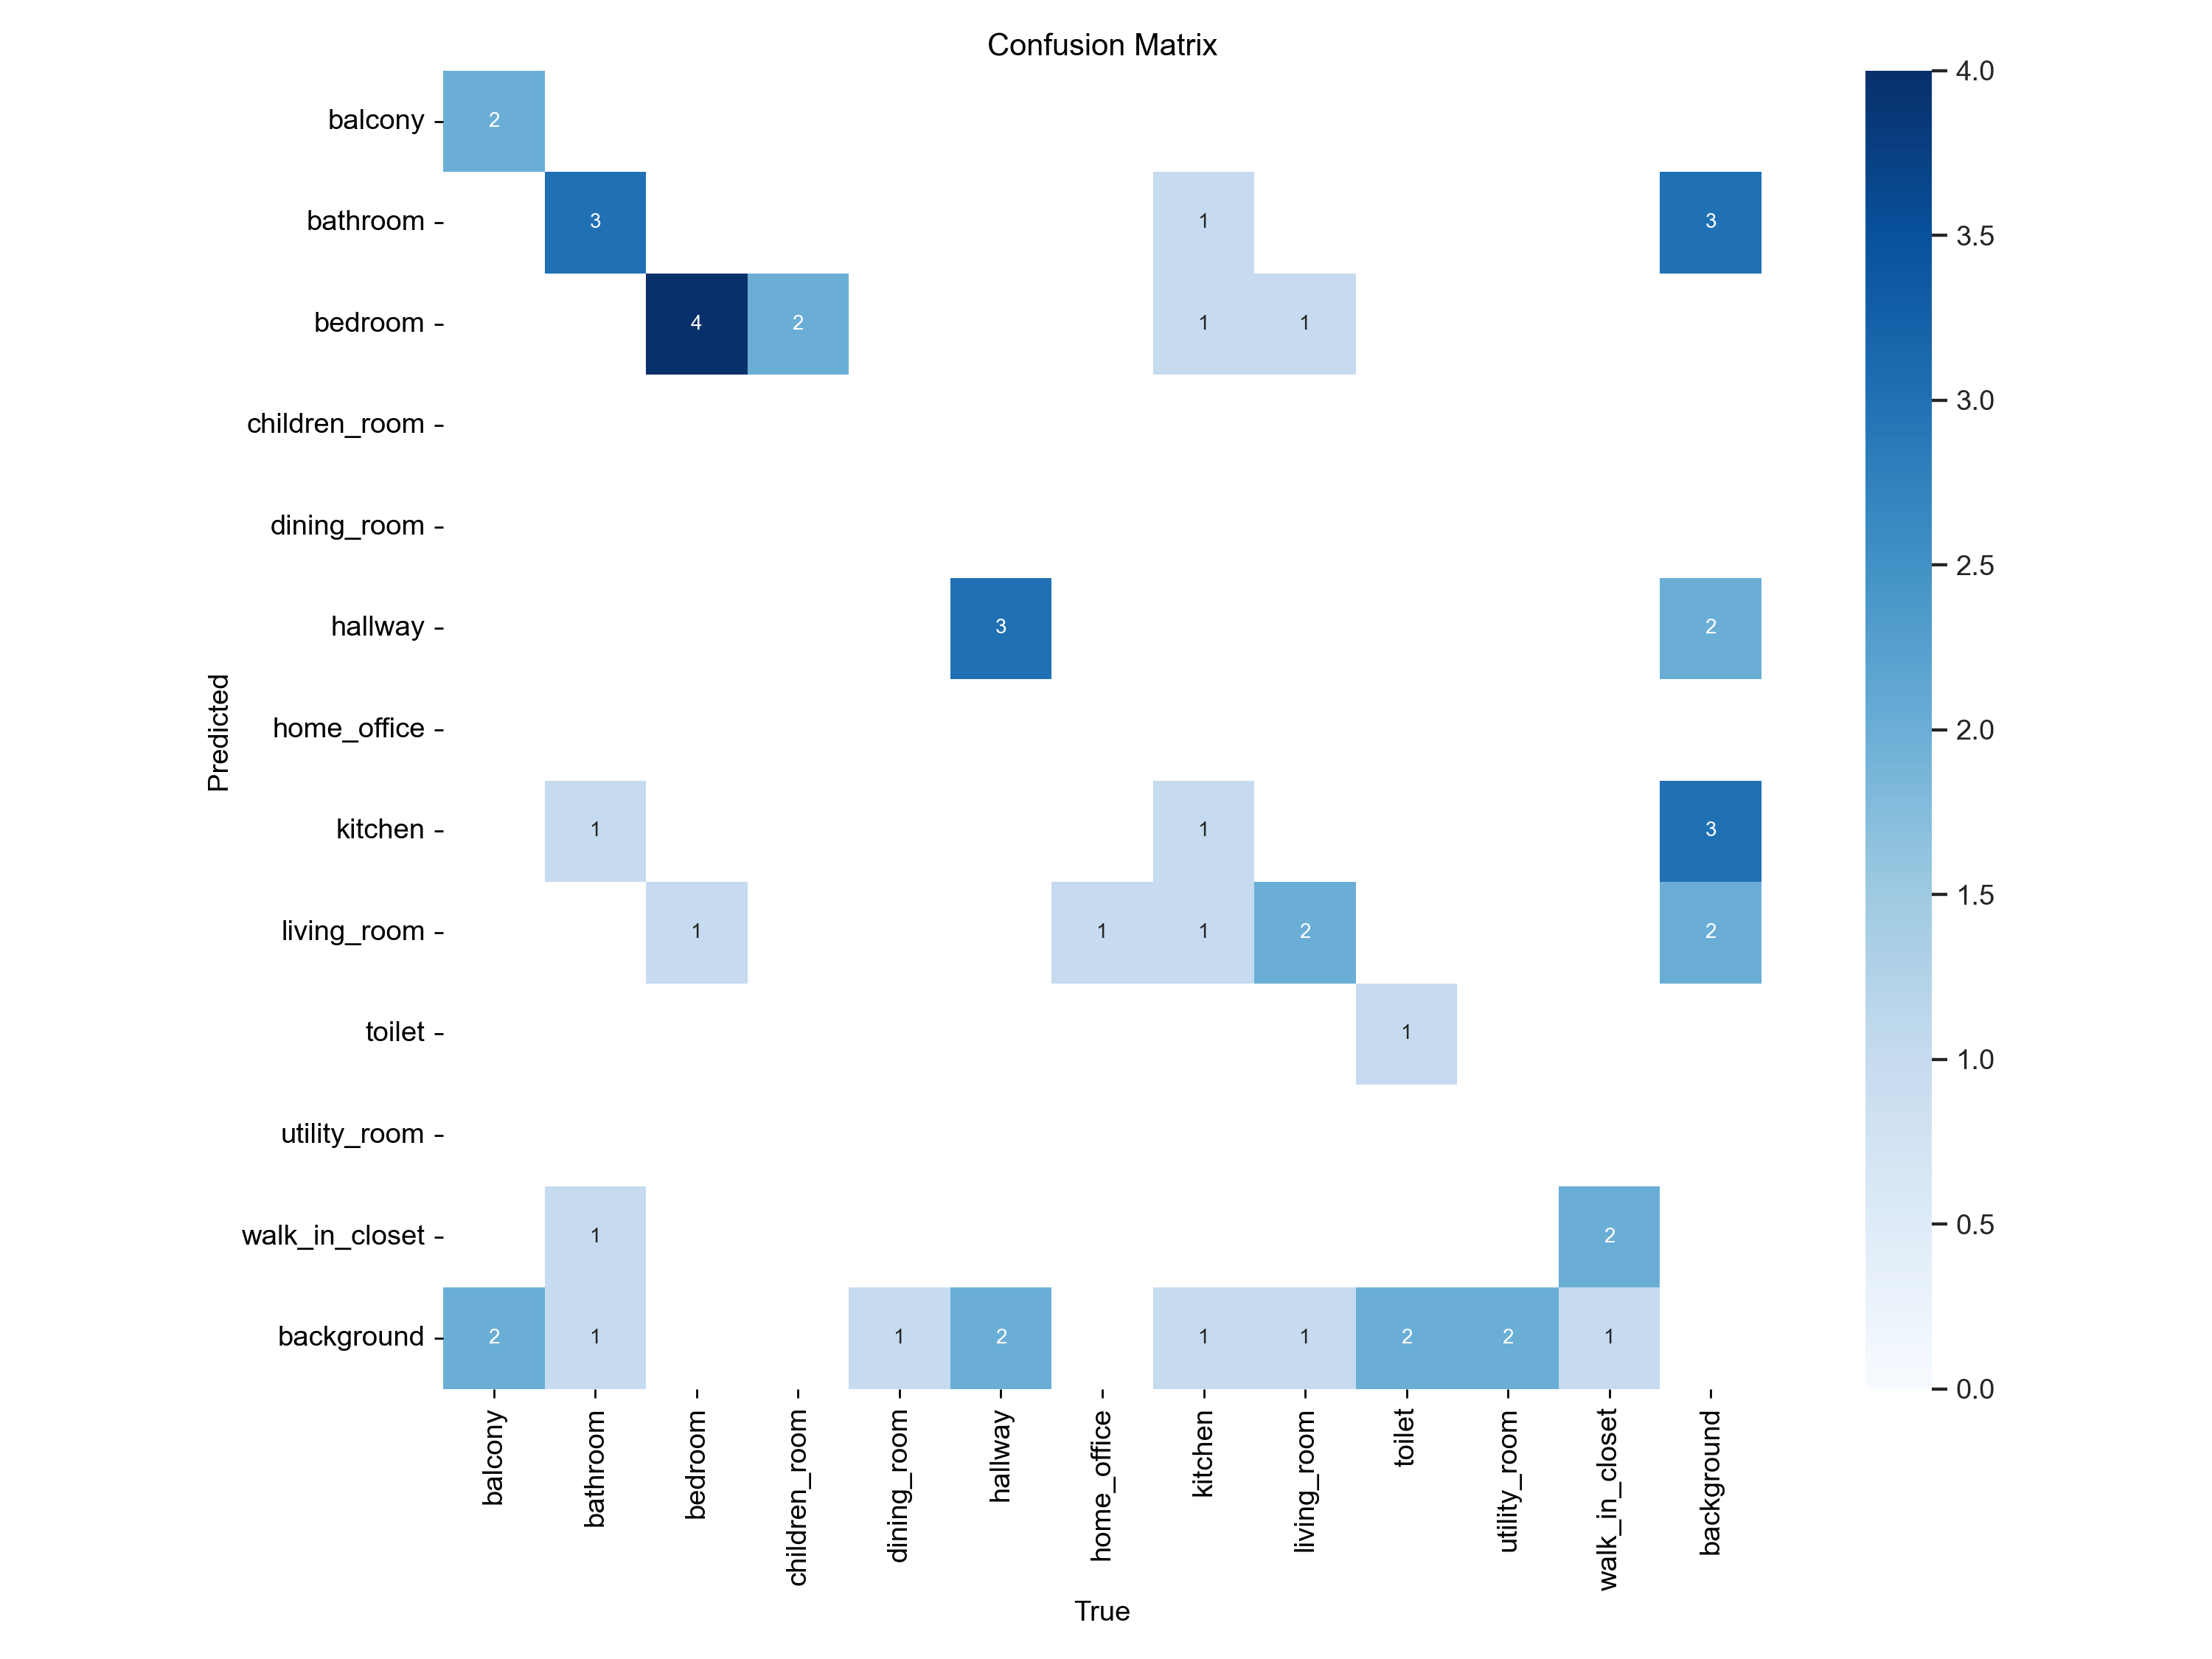 Confusion Matrix
balcony
2
bathroom
3
1
3
bedroom
4
2
1
1
children_room
dining_room
hallway
3
2
home_office
kitchen
1
1
3
living_room
1
1
1
2
2
toilet
1
utility_room
walk_in_closet
1
2
background
2
1
1
2
1
1
2
2
1
Predicted
balcony
bathroom
bedroom
children_room
dining_room
hallway
home_office
kitchen
living_room
toilet
utility_room
walk_in_closet
background
True
4.0
3.5
3.0
2.5
2.0
1.5
1.0
0.5
0.0